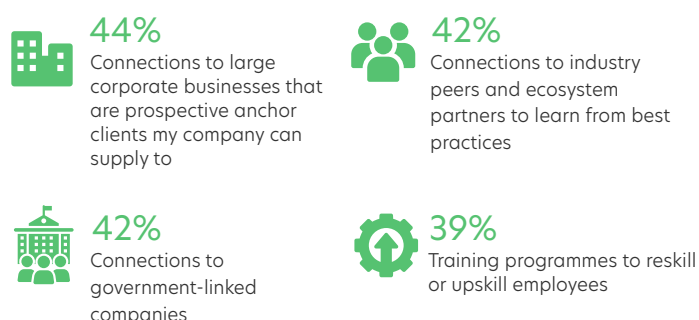 44%
Connections to large
corporate businesses that
are prospective anchor
clients my company can
supply to
42%
Connections to industry
peers and ecosystem
partners to learn from best
practices
42%
Connections to
government-linked
companies
39%
Training programmes to reskill
or upskill employees